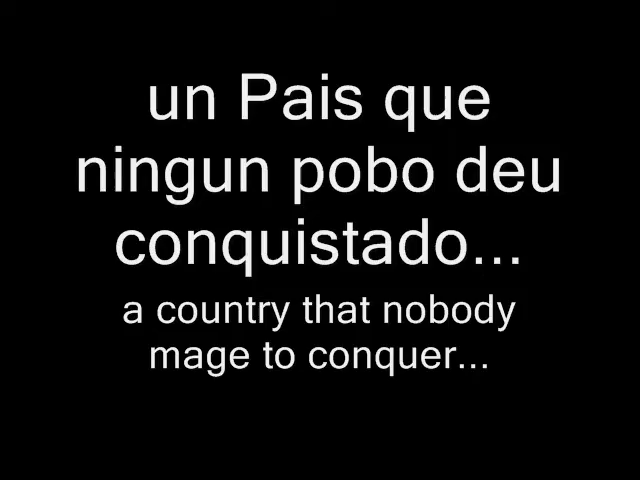 un Pais que
ningun pobo deu
conquistado...
a country that nobody
mage to conquer...